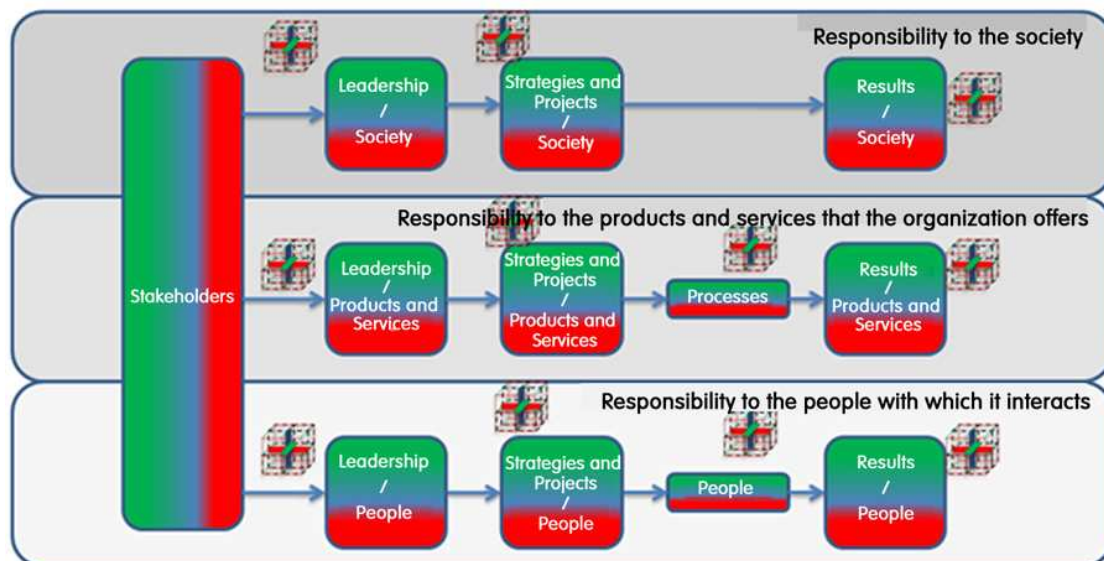 Responsibility to the society
Leadership
/
Society
Strategies and
Projects
/
Society
Results
/
Society
Responsibility to the products and services that the organization offers
Stakeholders
Leadership
/
Products and
Services
Strategies and
Projects
/
Products and
Services
Processes
Results
/
Products and
Services
Responsibility to the people with which it interacts
Leadership
/
People
Strategies and
Projects
/
People
People
Results
/
People